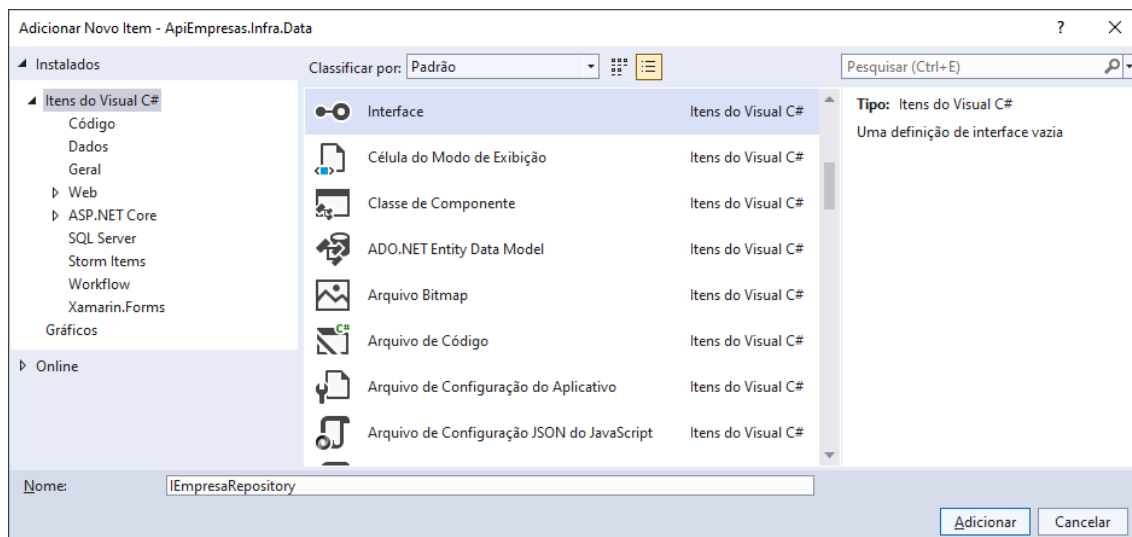 Adicionar Novo Item - ApiEmpresas.Infra.Data
?
Instalados
Classificar por: Padrão
Pesquisar (Ctrl+E)
Itens do Visual C#
Código
Dados
Geral
Web
ASP.NET Core
SQL Server
Storm Items
Workflow
Xamarin.Forms
Gráficos
Online
Interface Itens do Visual C#
Célula do Modo de Exibição Itens do Visual C#
Classe de Componente Itens do Visual C#
ADO.NET Entity Data Model Itens do Visual C#
Arquivo Bitmap Itens do Visual C#
C#
Arquivo de Código Itens do Visual C#
Arquivo de Configuração do Aplicativo Itens do Visual C#
Arquivo de Configuração JSON do JavaScript Itens do Visual C#
Tipo: Itens do Visual C#
Uma definição de interface vazia
Nome: IEmpresaRepository
Adicionar Cancelar